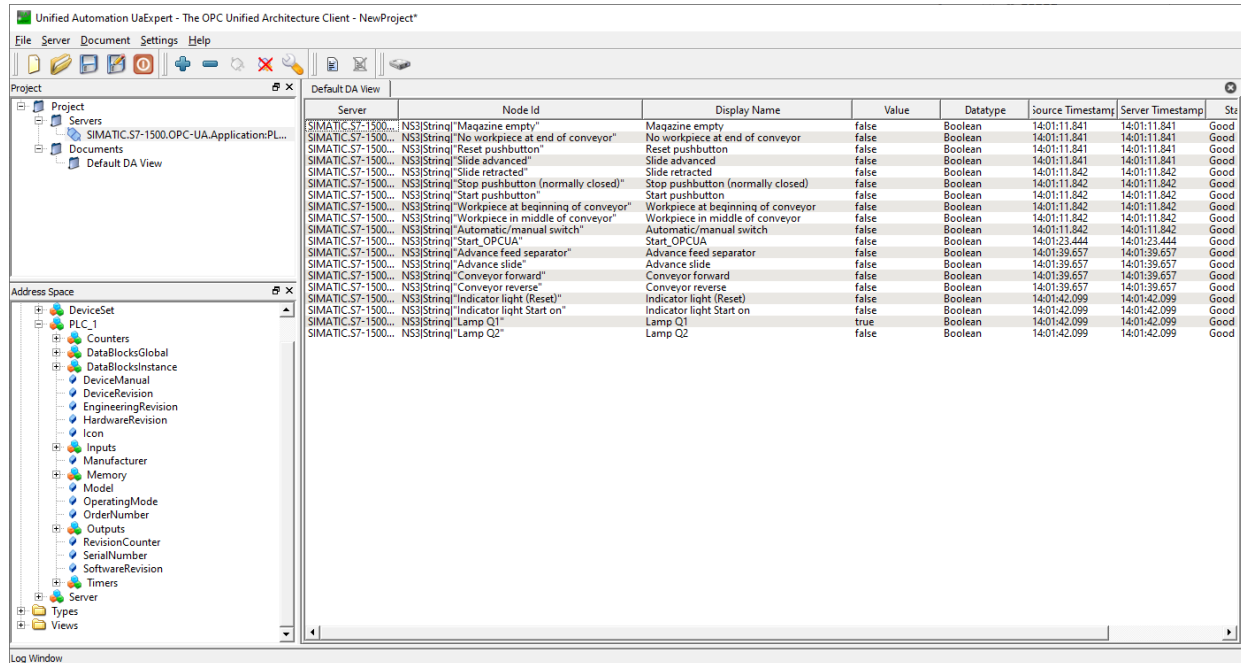 Unified Automation UaExpert - The OPC Unified Architecture Client - NewProject*
File Server Document Settings Help
Project
Project
Servers
SIMATIC.S7-1500.OPC-UA.Application:PL...
Documents
Default DA View
Address Space
DeviceSet
PLC_1
Counters
DataBlocksGlobal
DataBlocksInstance
DeviceManual
DeviceRevision
EngineeringRevision
HardwareRevision
Icon
Inputs
Manufacturer
Memory
Model
OperatingMode
OrderNumber
Outputs
RevisionCounter
SerialNumber
SoftwareRevision
Timers
Server
Types
Views
Default DA View
Server Node Id Display Name Value Datatype Source Timestamp Server Timestamp Sta
SIMATIC.S7-1500... NS3|String|"Magazine empty" Magazine empty false Boolean 14:01:11.841 14:01:11.841 Good
SIMATIC.S7-1500... NS3|String|"No workpiece at end of conveyor" No workpiece at end of conveyor false Boolean 14:01:11.841 14:01:11.841 Good
SIMATIC.S7-1500... NS3|String|"Reset pushbutton" Reset pushbutton false Boolean 14:01:11.841 14:01:11.841 Good
SIMATIC.S7-1500... NS3|String|"Slide advanced" Slide advanced false Boolean 14:01:11.841 14:01:11.841 Good
SIMATIC.S7-1500... NS3|String|"Slide retracted" Slide retracted false Boolean 14:01:11.842 14:01:11.842 Good
SIMATIC.S7-1500... NS3|String|"Stop pushbutton (normally closed)" Stop pushbutton (normally closed) false Boolean 14:01:11.842 14:01:11.842 Good
SIMATIC.S7-1500... NS3|String|"Start pushbutton" Start pushbutton false Boolean 14:01:11.842 14:01:11.842 Good
SIMATIC.S7-1500... NS3|String|"Workpiece at beginning of conveyor" Workpiece at beginning of conveyor false Boolean 14:01:11.842 14:01:11.842 Good
SIMATIC.S7-1500... NS3|String|"Workpiece in middle of conveyor" Workpiece in middle of conveyor false Boolean 14:01:11.842 14:01:11.842 Good
SIMATIC.S7-1500... NS3|String|"Automatic/manual switch" Automatic/manual switch false Boolean 14:01:11.842 14:01:11.842 Good
SIMATIC.S7-1500... NS3|String|"Start_OPCUA" Start_OPCUA false Boolean 14:01:23.444 14:01:23.444 Good
SIMATIC.S7-1500... NS3|String|"Advance feed separator" Advance feed separator false Boolean 14:01:39.657 14:01:39.657 Good
SIMATIC.S7-1500... NS3|String|"Advance slide" Advance slide false Boolean 14:01:39.657 14:01:39.657 Good
SIMATIC.S7-1500... NS3|String|"Conveyor forward" Conveyor forward false Boolean 14:01:39.657 14:01:39.657 Good
SIMATIC.S7-1500... NS3|String|"Conveyor reverse" Conveyor reverse false Boolean 14:01:39.657 14:01:39.657 Good
SIMATIC.S7-1500... NS3|String|"Indicator light (Reset)" Indicator light (Reset) false Boolean 14:01:42.099 14:01:42.099 Good
SIMATIC.S7-1500... NS3|String|"Indicator light Start on" Indicator light Start on false Boolean 14:01:42.099 14:01:42.099 Good
SIMATIC.S7-1500... NS3|String|"Lamp Q1" Lamp Q1 true Boolean 14:01:42.099 14:01:42.099 Good
SIMATIC.S7-1500... NS3|String|"Lamp Q2" Lamp Q2 false Boolean 14:01:42.099 14:01:42.099 Good
Log Window